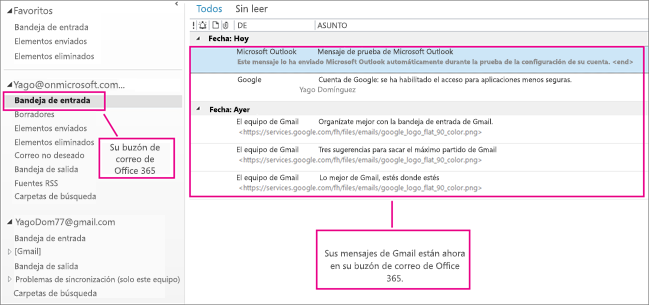 Favoritos
Bandeja de entrada
Elementos enviados
Elementos eliminados
Yago@onmicrosoft.com...
Bandeja de entrada
Borradores
Elementos enviados
Elementos eliminados
Correo no deseado
Bandeja de salida
Fuentes RSS
Carpetas de búsqueda
Su buzón de
correo de
Office 365
YagoDom77@gmail.com
Bandeja de entrada
[Gmail]
Bandeja de salida
Problemas de sincronización (solo este equipo)
Carpetas de búsqueda
Todos Sin leer
DE ASUNTO
Fecha: Hoy
Microsoft Outlook Mensaje de prueba de Microsoft Outlook
Este mensaje lo ha enviado Microsoft Outlook automáticamente durante la prueba de la configuración de su cuenta. <end>
Google Cuenta de Google: se ha habilitado el acceso para aplicaciones menos seguras.
Yago Domínguez
Fecha: Ayer
El equipo de Gmail Organízate mejor con la bandeja de entrada de Gmail.
<https://services.google.com/fh/files/emails/google_logo_flat_90_color.png>
El equipo de Gmail Tres sugerencias para sacar el máximo partido de Gmail
<https://services.google.com/fh/files/emails/google_logo_flat_90_color.png>
El equipo de Gmail Lo mejor de Gmail, estés donde estés
<https://services.google.com/fh/files/emails/google_logo_flat_90_color.png>
Sus mensajes de Gmail están ahora
en su buzón de correo de Office
365.